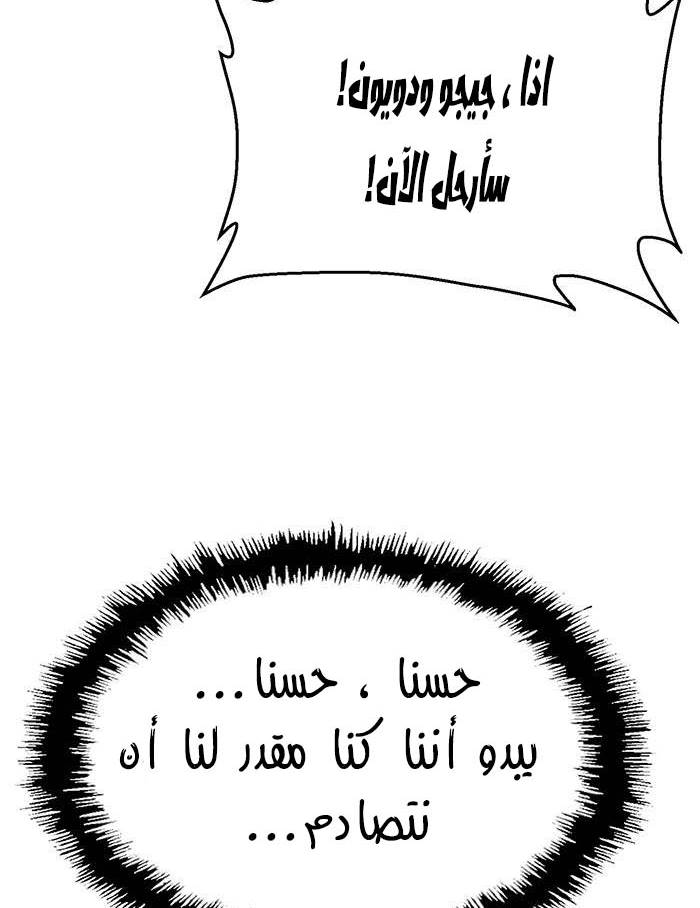 اذا ، جيجو ودويون!
سأرحل الآن!
حسنا ، حسنا...
يبدو أننا كنا مقدر لنا أن
نتصادم...